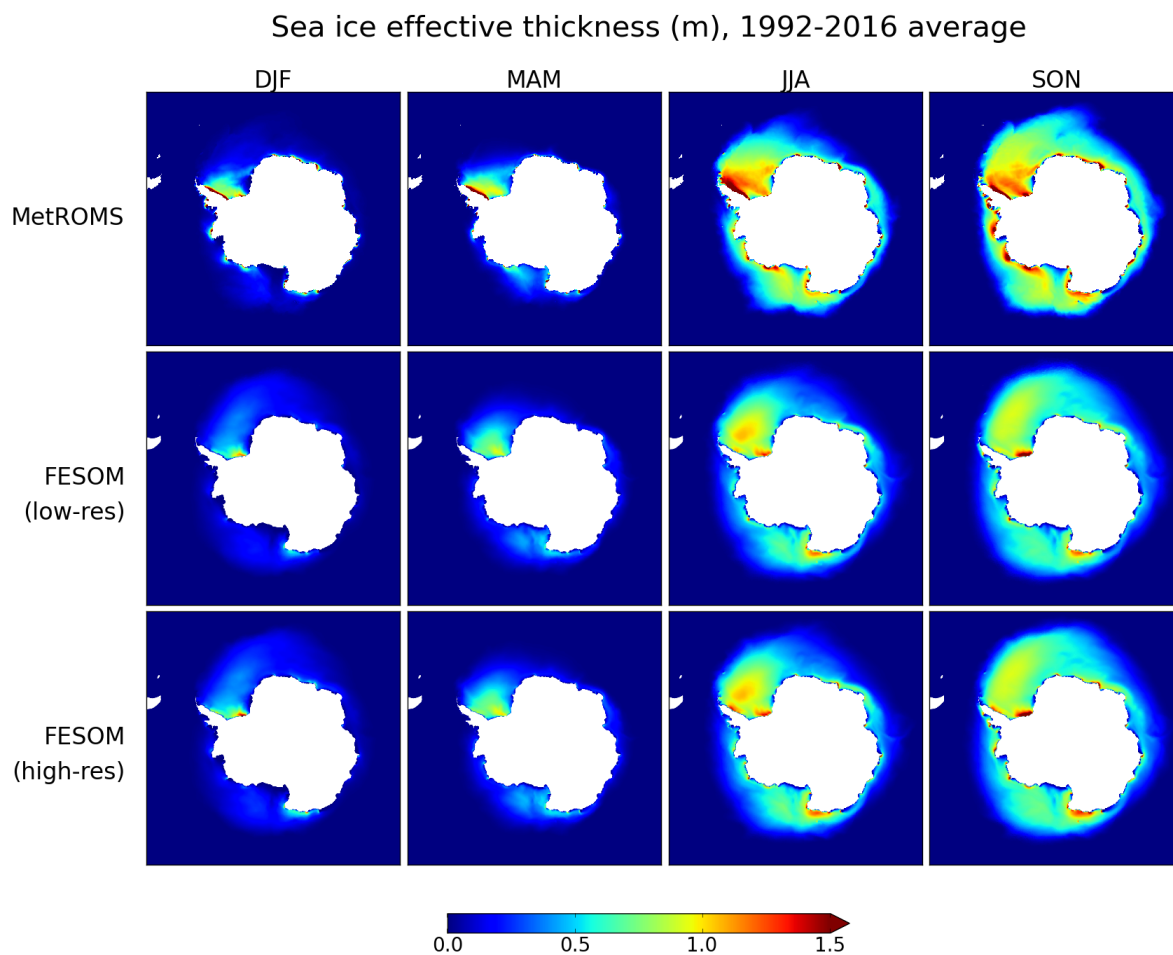 Sea ice effective thickness (m), 1992-2016 average
DJF MAM JJA SON
MetROMS
FESOM
(low-res)
FESOM
(high-res)
0.0 0.5 1.0 1.5